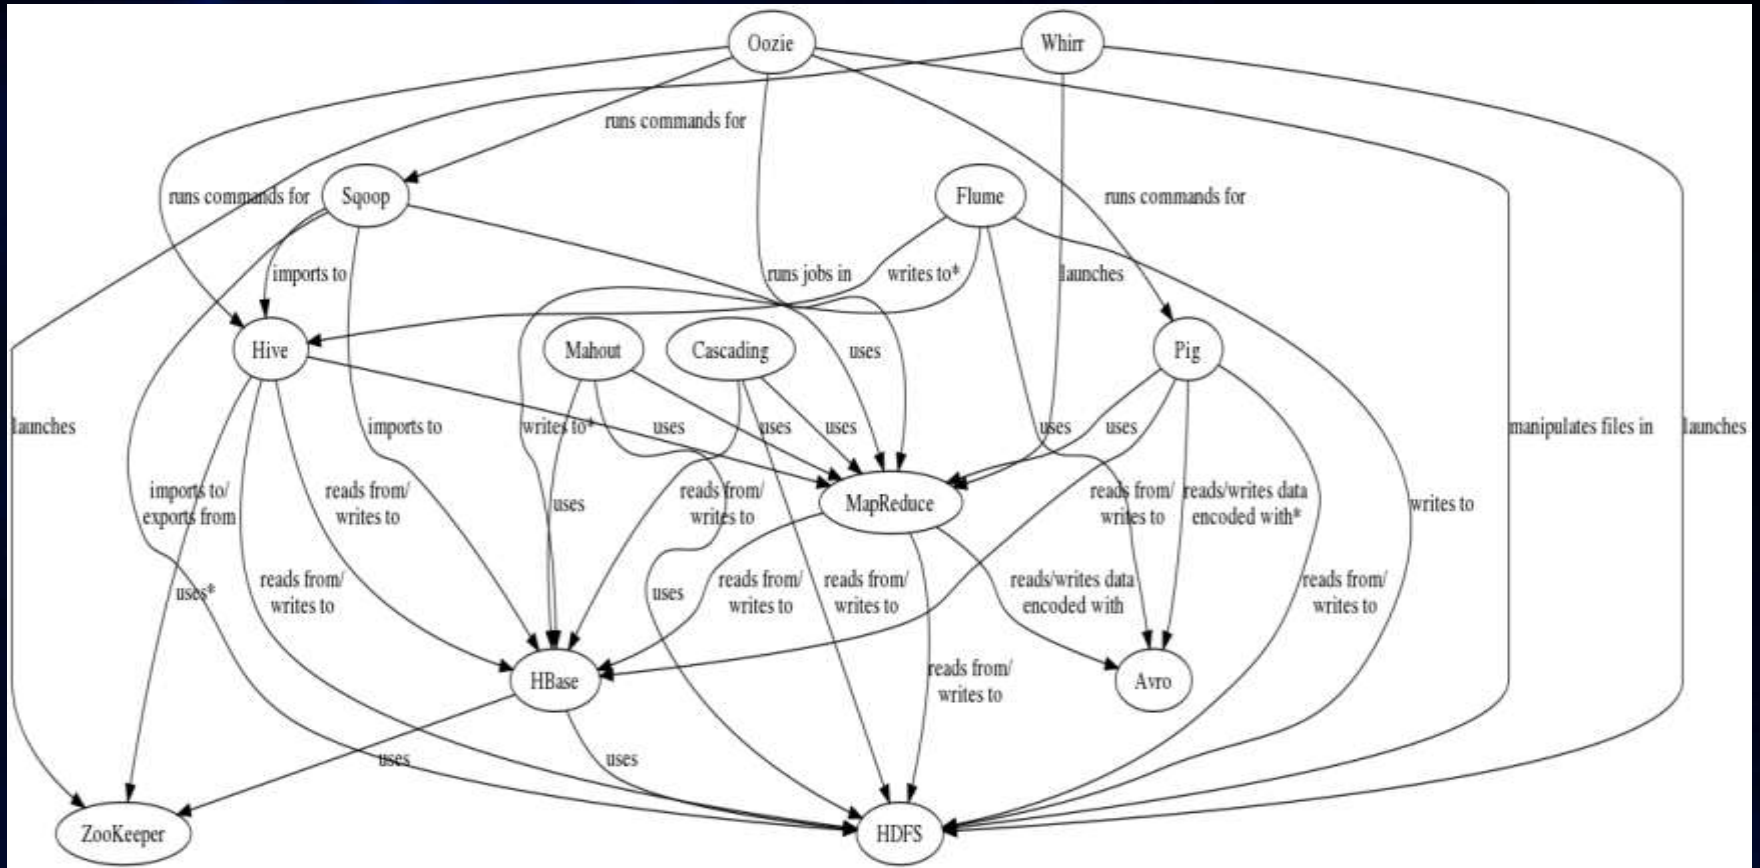 Oozie
Whirr
runs commands for
runs commands for
Sqoop
Flume
runs commands for
imports to
runs jobs in
writes to*
launches
Hive
Mahout
Cascading
uses
Pig
launches
imports to
writes to*
uses
uses
uses
uses
uses
manipulates files in
launches
imports to/
exports from
reads from/
writes to
uses
reads from/
writes to
MapReduce
reads from/
writes to
reads/writes data
encoded with*
writes to
uses*
reads from/
writes to
uses
reads from/
writes to
reads from/
writes to
reads/writes data
encoded with
reads from/
writes to
HBase
reads from/
writes to
Avro
uses
uses
ZooKeeper
HDFS